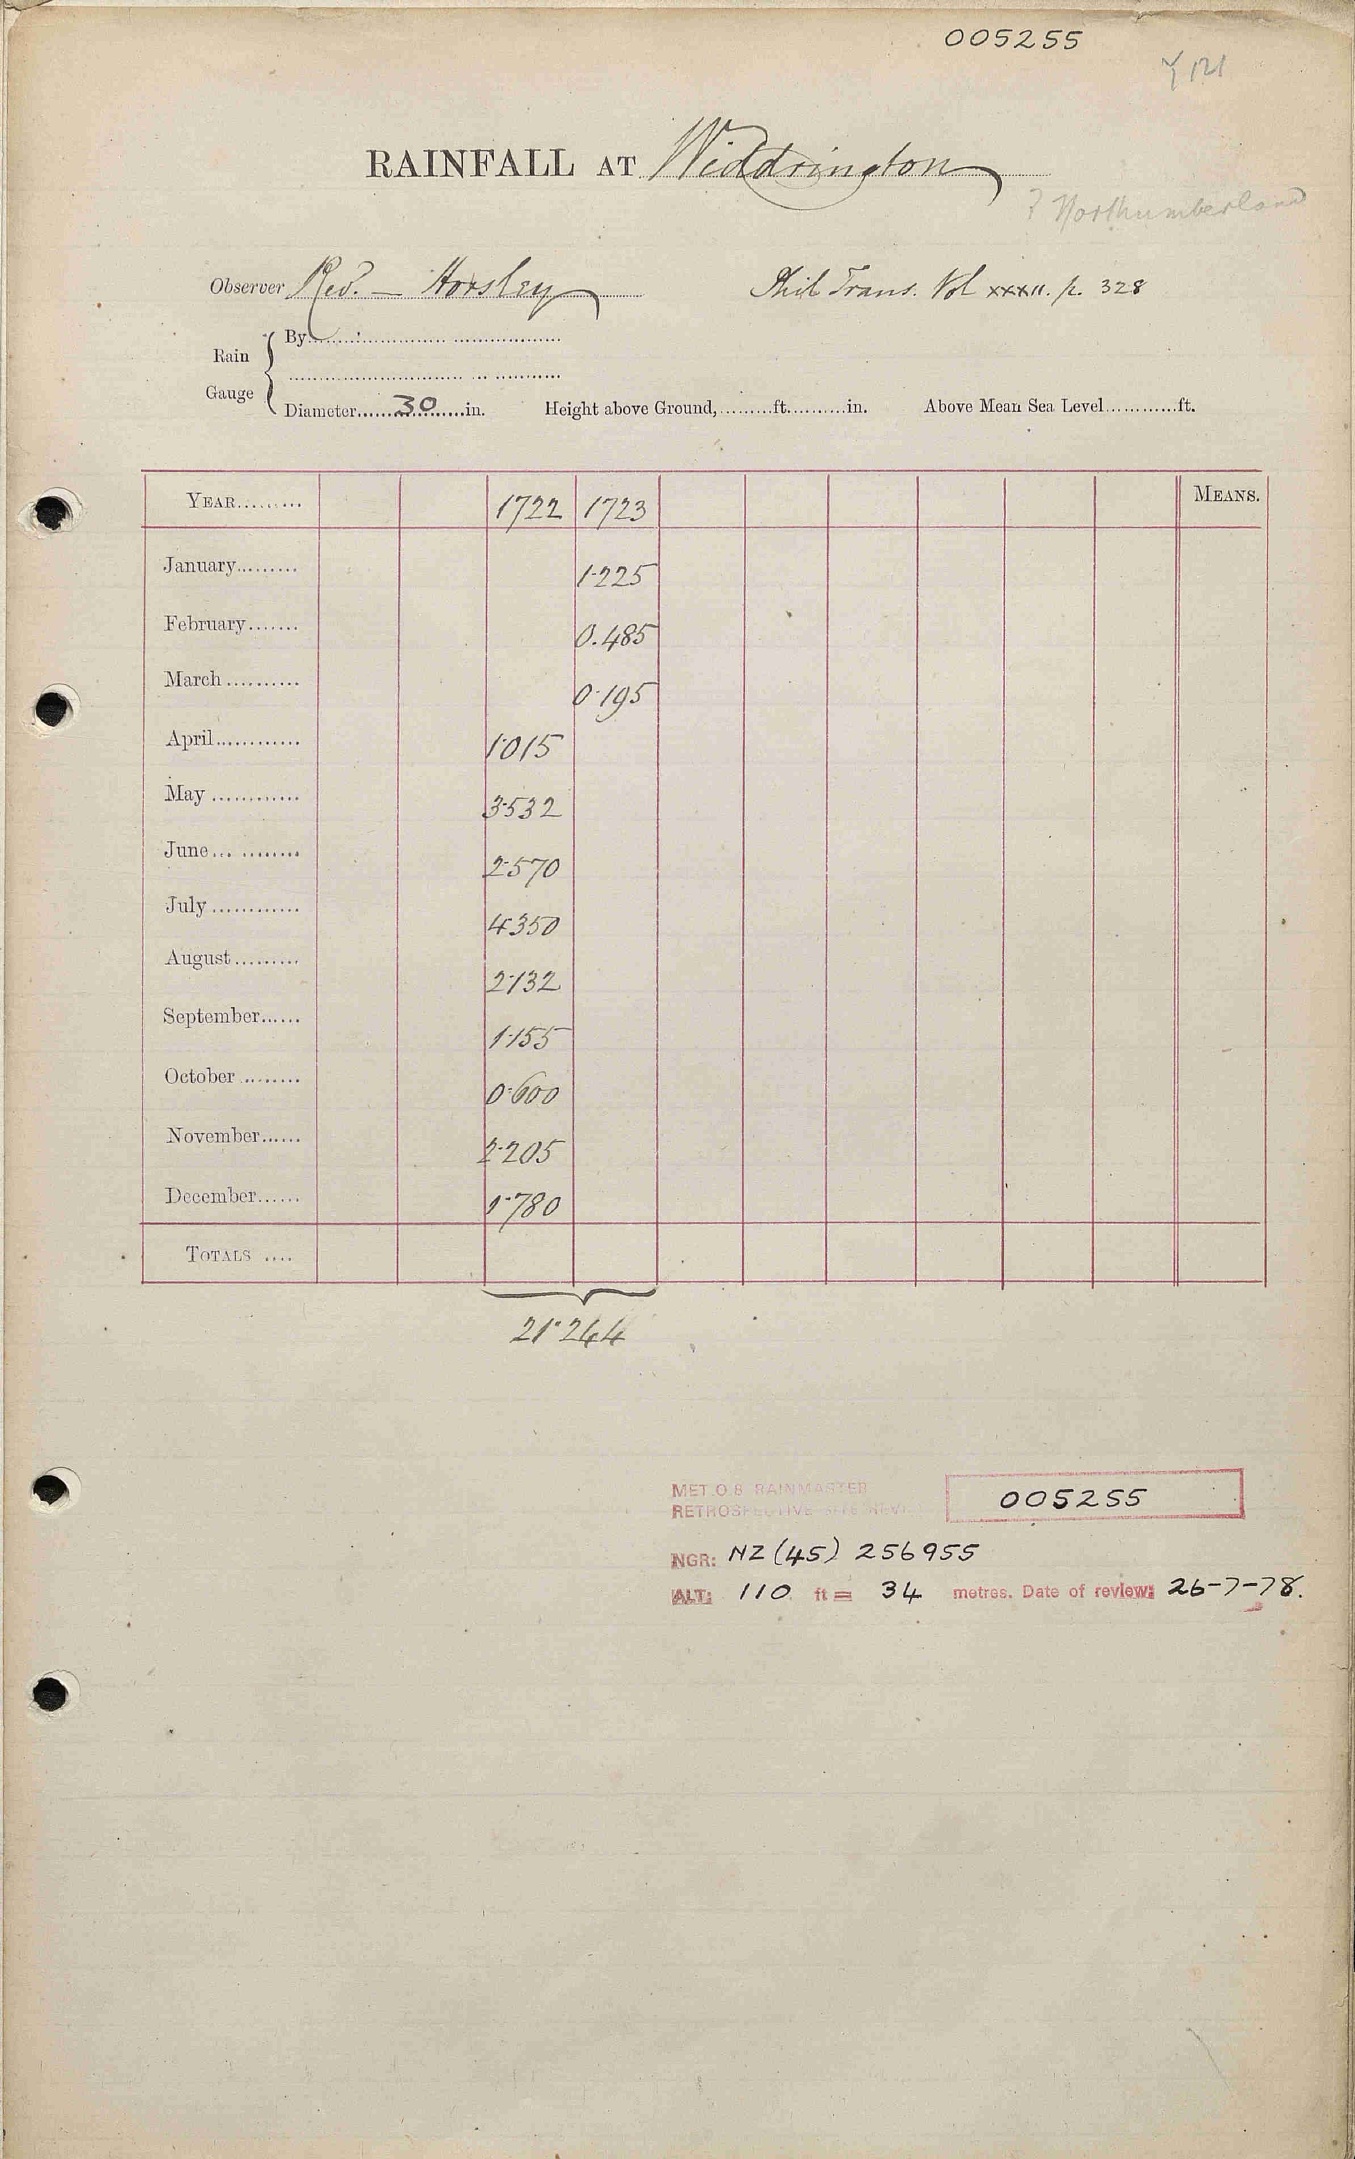 005255
RAINFALL AT Widdrington
? Northumberland
Observer Rev. — Horsley Phil Trans. Vol XXXII. p. 328
Rain Gauge { By
Diameter 30 in. Height above Ground, ft. in. Above Mean Sea Level ft.
YEAR 1722 1723 MEANS.
January 1·225
February 0.485
March 0·195
April 1·015
May 3·532
June 2·570
July 4·350
August 2·132
September 1·155
October 0·600
November 2·205
December 1·780
TOTALS
21·244
MET.O 8 RAINMASTER
RETROSPECTIVE SITE REVIEW 005255
NGR: NZ (45) 256955
ALT: 110 ft = 34 metres. Date of review: 26-7-78.